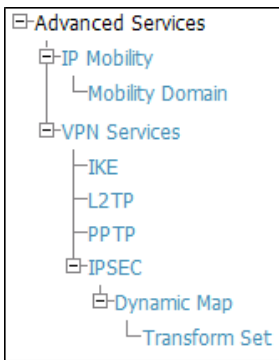 Advanced Services
IP Mobility
Mobility Domain
VPN Services
IKE
L2TP
PPTP
IPSEC
Dynamic Map
Transform Set